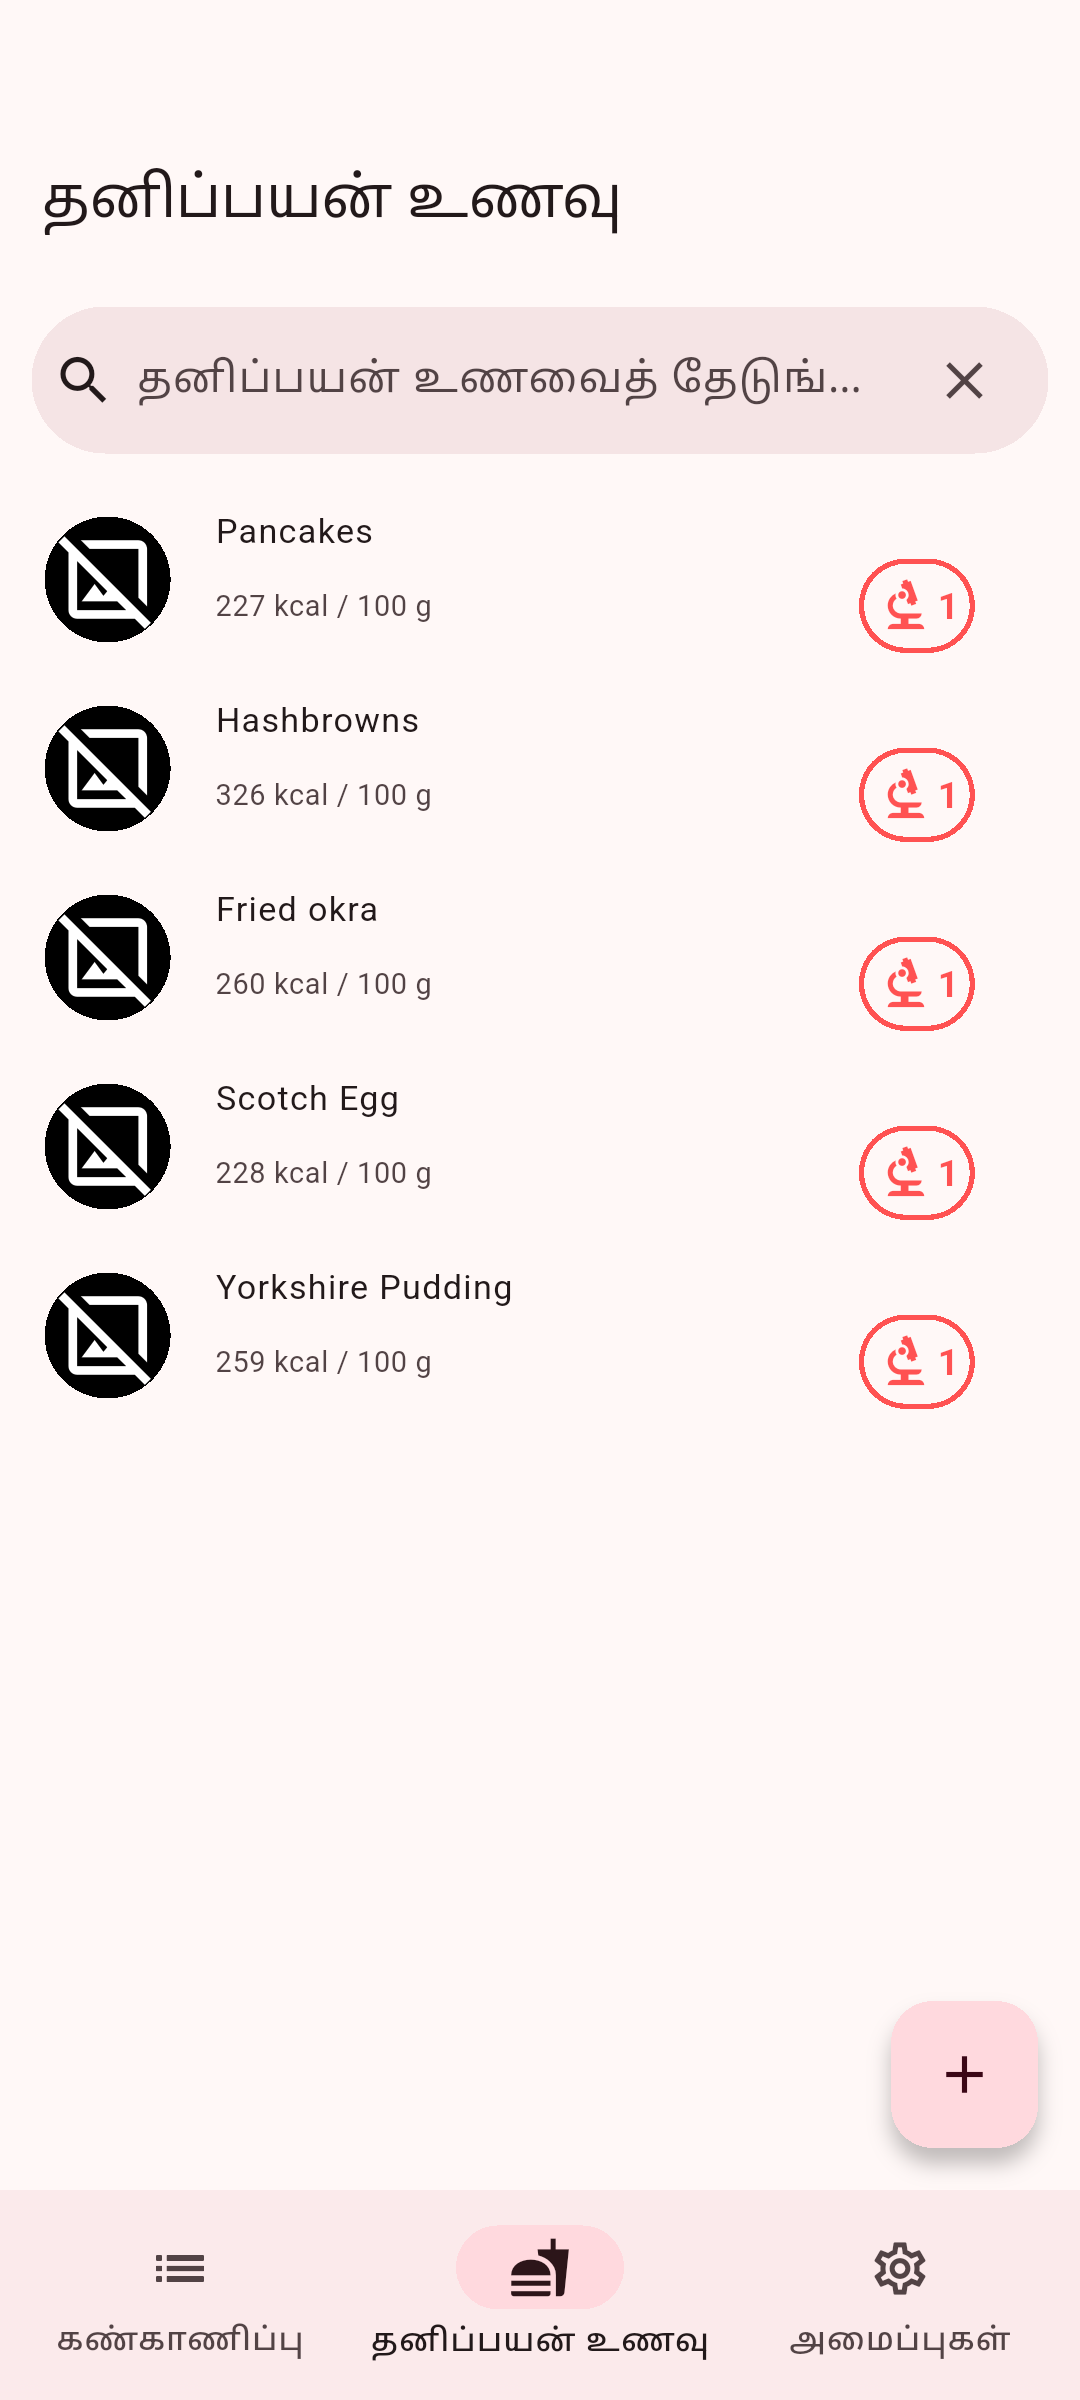 தனிப்பயன் உணவு
தனிப்பயன் உணவைத் தேடுங்...
Pancakes
227 kcal / 100 g
1
Hashbrowns
326 kcal / 100 g
1
Fried okra
260 kcal / 100 g
1
Scotch Egg
228 kcal / 100 g
1
Yorkshire Pudding
259 kcal / 100 g
1
கண்காணிப்பு
தனிப்பயன் உணவு
அமைப்புகள்